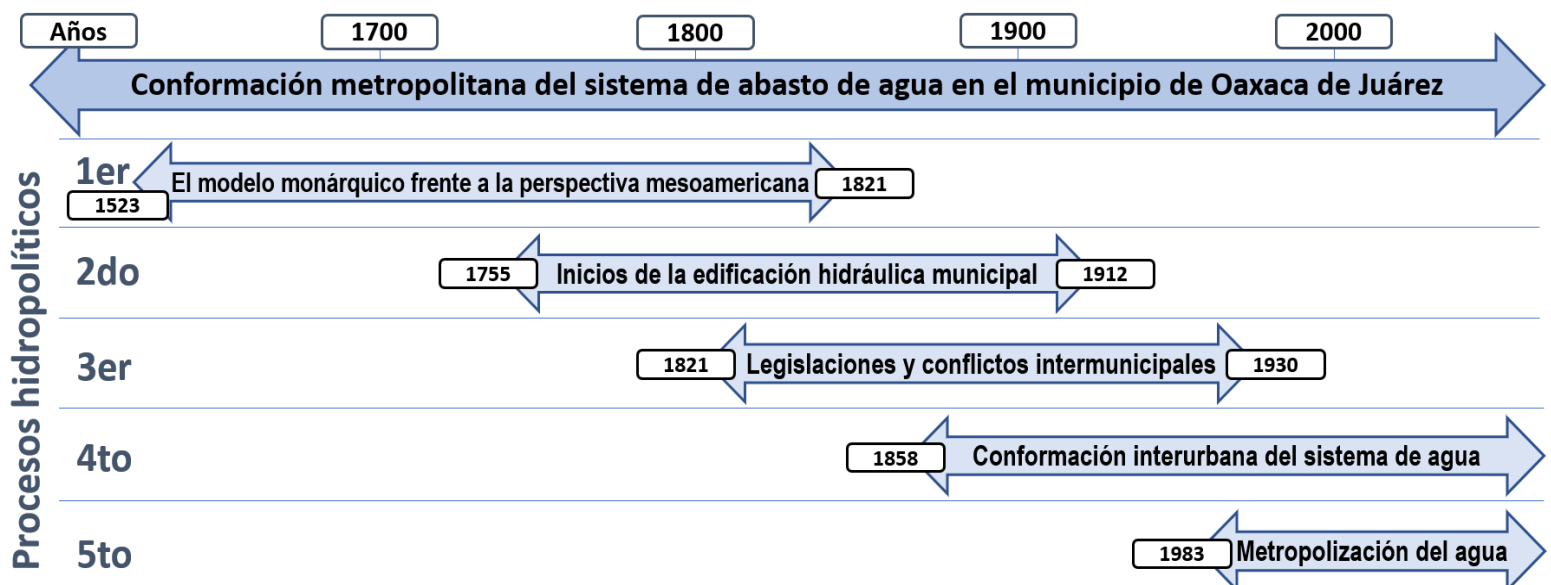 Años
1700
1800
1900
2000
Conformación metropolitana del sistema de abasto de agua en el municipio de Oaxaca de Juárez
Procesos hidropolíticos
1er
1523
El modelo monárquico frente a la perspectiva mesoamericana
1821
2do
1755
Inicios de la edificación hidráulica municipal
1912
3er
1821
Legislaciones y conflictos intermunicipales
1930
4to
1858
Conformación interurbana del sistema de agua
5to
1983
Metropolización del agua